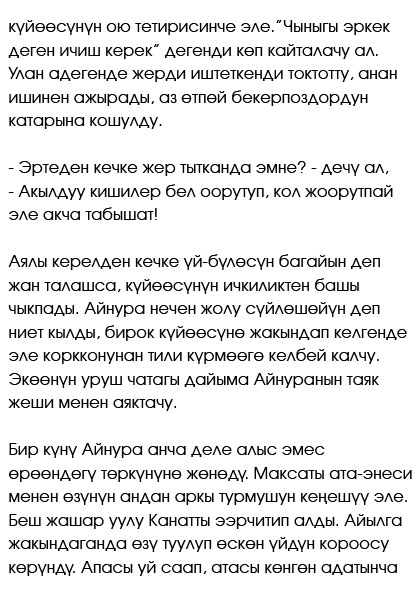 күйөөсүнүн ою тетирисинче эле.“Чыныгы эркек
деген ичиш керек” дегенди көп кайталачу ал.
Улан адегенде жерди иштеткенди токтотту, анан
ишинен ажырады, аз өтпөй бекерпоздордун
катарына кошулду.

- Эртеден кечке жер тытканда эмне? - дечү ал,
- Акылдуу кишилер бел оорутуп, кол жоорутпай
эле акча табышат!

Аялы керелден кечке үй-бүлөсүн багайын деп
жан талашса, күйөөсүнүн ичкиликтен башы
чыкпады. Айнура нечен жолу сүйлөшөйүн деп
ниет кылды, бирок күйөөсүнө жакындап келгенде
эле коркконунан тили күрмөөгө келбей калчу.
Экөөнүн уруш чатагы дайыма Айнуранын таяк
жеши менен аяктачу.

Бир күнү Айнура анча деле алыс эмес
өрөөндөгү төркүнүнө жөнөдү. Максаты ата-энеси
менен өзүнүн андан аркы турмушун кеңешүү эле.
Беш жашар уулу Канатты ээрчитип алды. Айылга
жакындаганда өзү туулуп өскөн үйдүн короосу
көрүндү. Апасы уй саап, атасы көнгөн адатынча